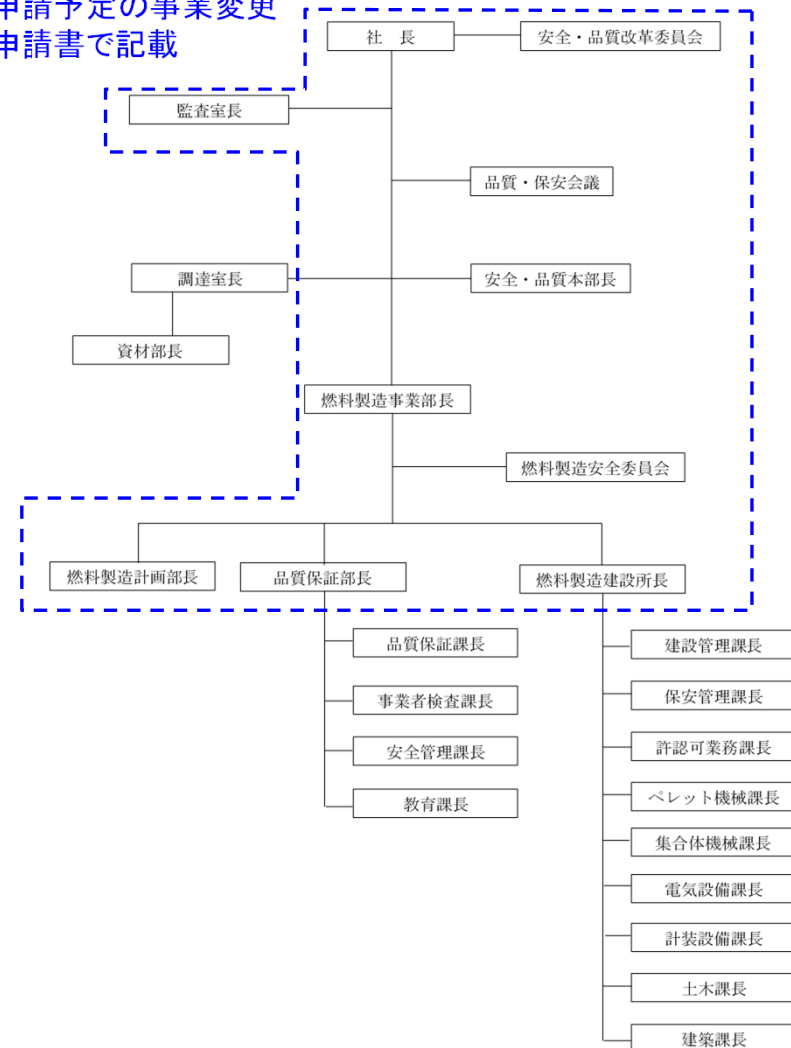 申請予定の事業変更
申請書で記載
社　長
安全・品質改革委員会
監査室長
品質・保安会議
調達室長
安全・品質本部長
資材部長
燃料製造事業部長
燃料製造安全委員会
燃料製造計画部長
品質保証部長
燃料製造建設所長
品質保証課長
事業者検査課長
安全管理課長
教育課長
建設管理課長
保安管理課長
許認可業務課長
ペレット機械課長
集合体機械課長
電気設備課長
計装設備課長
土木課長
建築課長